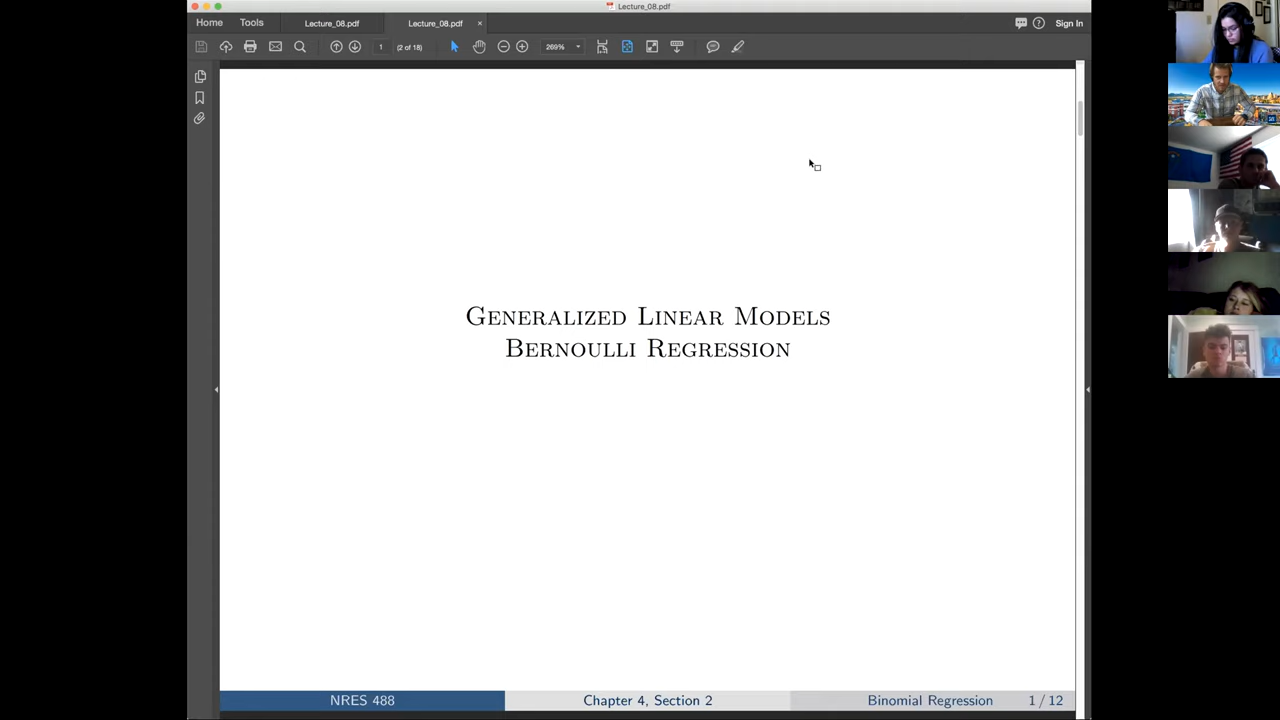 Lecture_08.pdf
Home Tools Lecture_08.pdf Lecture_08.pdf × Sign In
1 (2 of 18) 269%
Generalized Linear Models
Bernoulli Regression
NRES 488 Chapter 4, Section 2 Binomial Regression 1 / 12